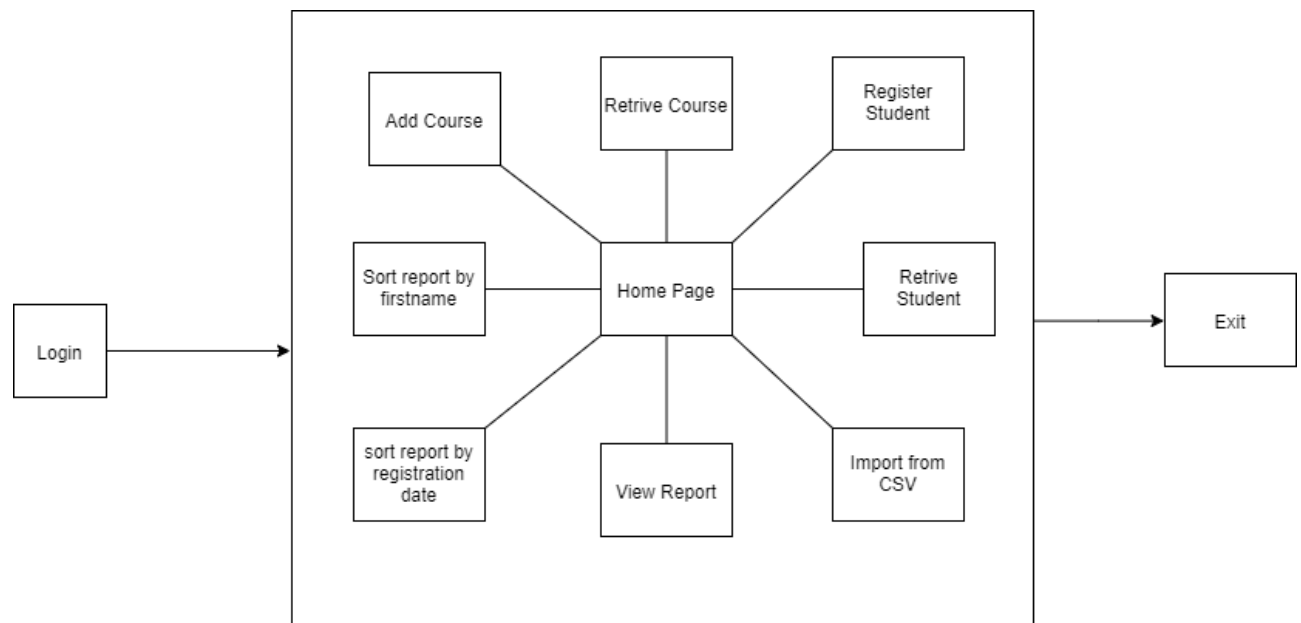 Add Course
Retrive Course
Register
Student
Sort report by
firstname
Home Page
Retrive
Student
Login
Exit
sort report by
registration
date
View Report
Import from
CSV